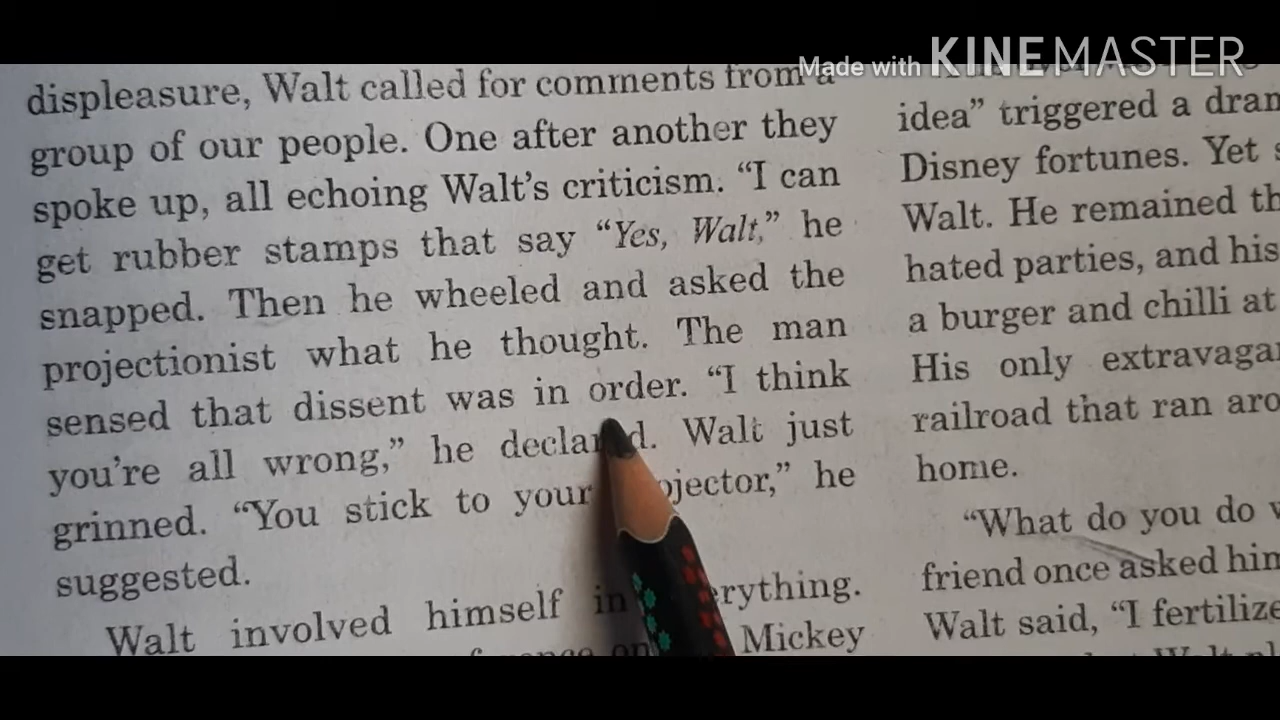 Made with KINEMASTER
displeasure, Walt called for comments from a
group of our people. One after another they
spoke up, all echoing Walt's criticism. "I can
get rubber stamps that say "Yes, Walt," he
snapped. Then he wheeled and asked the
projectionist what he thought. The man
sensed that dissent was in order. "I think
you're all wrong," he declared. Walt just
grinned. "You stick to your ojector," he
suggested.
Walt involved himself in erything.
on Mickey
idea" triggered a dram
Disney fortunes. Yet s
Walt. He remained th
hated parties, and his
a burger and chilli at
His only extravagan
railroad that ran aro
home.
"What do you do w
friend once asked him
Walt said, "I fertilize